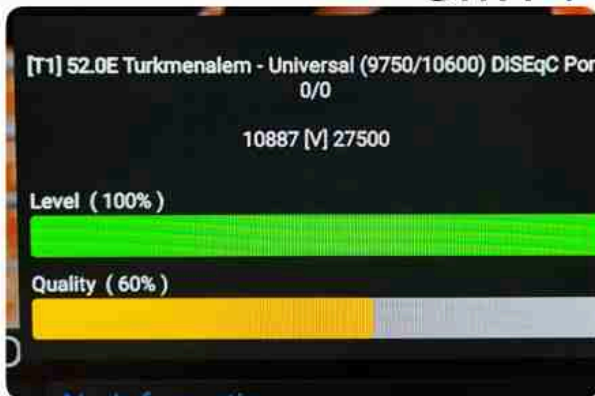 [T1] 52.0E Turkmenalem - Universal (9750/10600) DiSEqC Por
0/0
10887 [V] 27500
Level ( 100% )
Quality ( 60% )